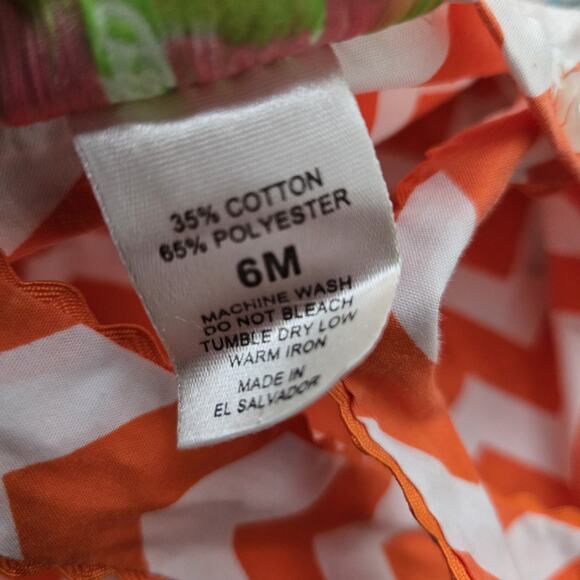 35% COTTON
65% POLYESTER
6M
MACHINE WASH
DO NOT BLEACH
TUMBLE DRY LOW
WARM IRON
MADE IN
EL SALVADOR